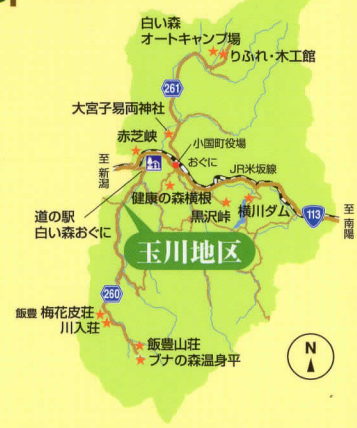 白い森
オートキャンプ場
りふれ・木工館
261
大宮子易両神社
赤芝峡
小国町役場
おぐに
JR米坂線
至新潟
健康の森横根
黒沢峠
横川ダム
113
至南陽
道の駅
白い森おぐに
玉川地区
260
飯豊 梅花皮荘
川入荘
飯豊山荘
ブナの森温身平
N